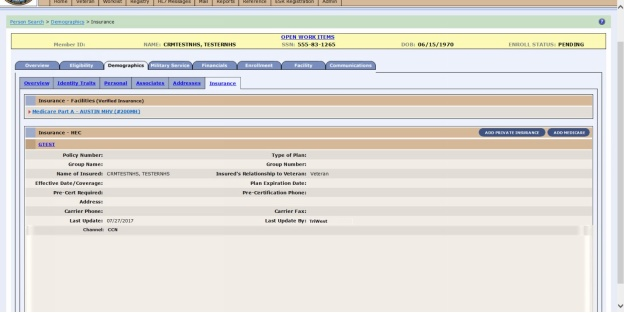 Home Veteran Worklist Registry HL7 Messages Mail Reports Reference EGR Registration Admin
Person Search > Demographics > Insurance
OPEN WORK ITEMS
Member ID: NAME: CRMTESTNHS, TESTERNHS SSN: 555-83-1265 DOB: 06/15/1970 ENROLL STATUS: PENDING
Overview Eligibility Demographics Military Service Financials Enrollment Facility Communications
Overview Identity Traits Personal Associates Addresses Insurance
Insurance - Facilities (Verified Insurance)
Medicare Part A - AUSTIN MHV (#200MH)
Insurance - HEC ADD PRIVATE INSURANCE ADD MEDICARE
GTEST
Policy Number: Type of Plan:
Group Name: Group Number:
Name of Insured: CRMTESTNHS, TESTERNHS Insured's Relationship to Veteran: Veteran
Effective Date/Coverage: Plan Expiration Date:
Pre-Cert Required: Pre-Certification Phone:
Address:
Carrier Phone: Carrier Fax:
Last Update: 07/27/2017 Last Update By: TriWest
Channel: CCN